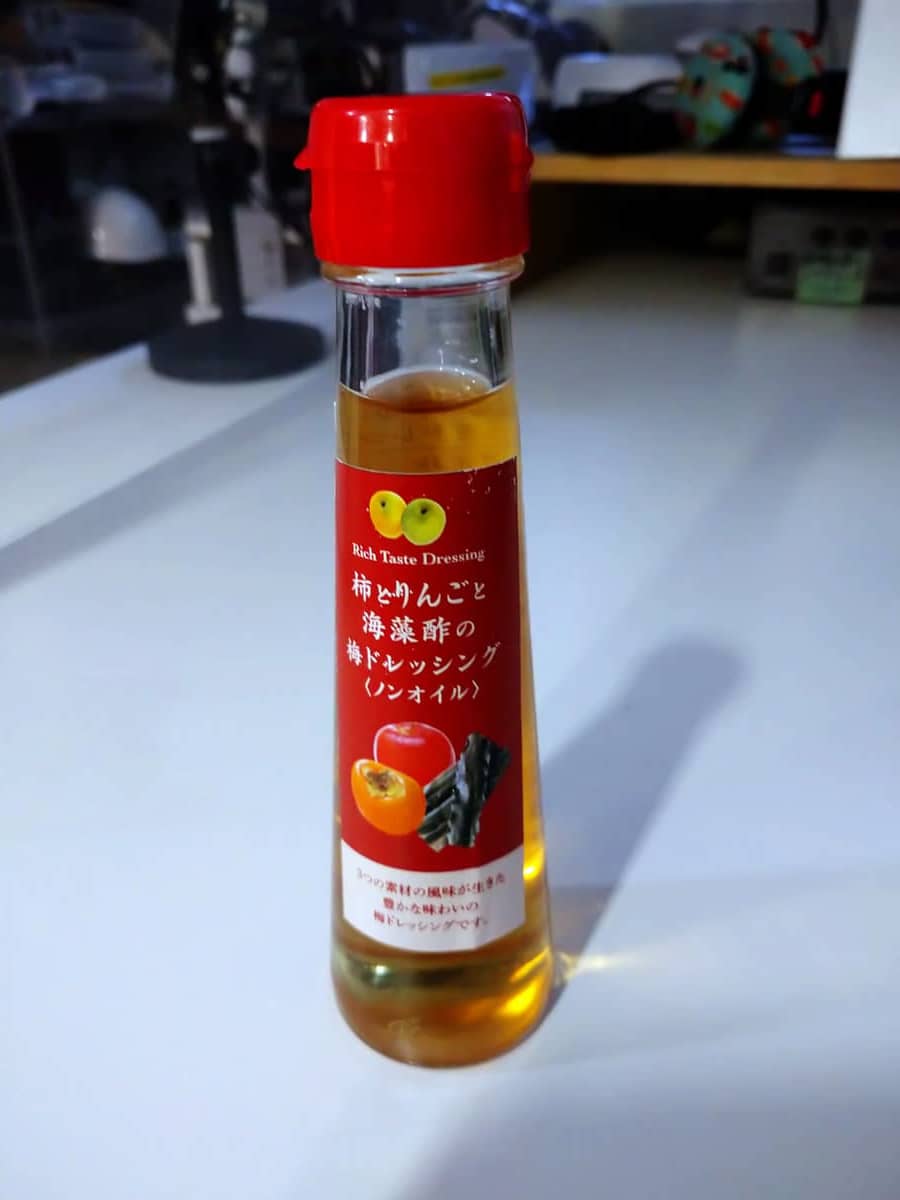 Rich Taste Dressing
柿とりんごと
海藻酢の
梅ドレッシング
〈ノンオイル〉
3つの素材の風味が生きた
豊かな味わいの
梅ドレッシングです。